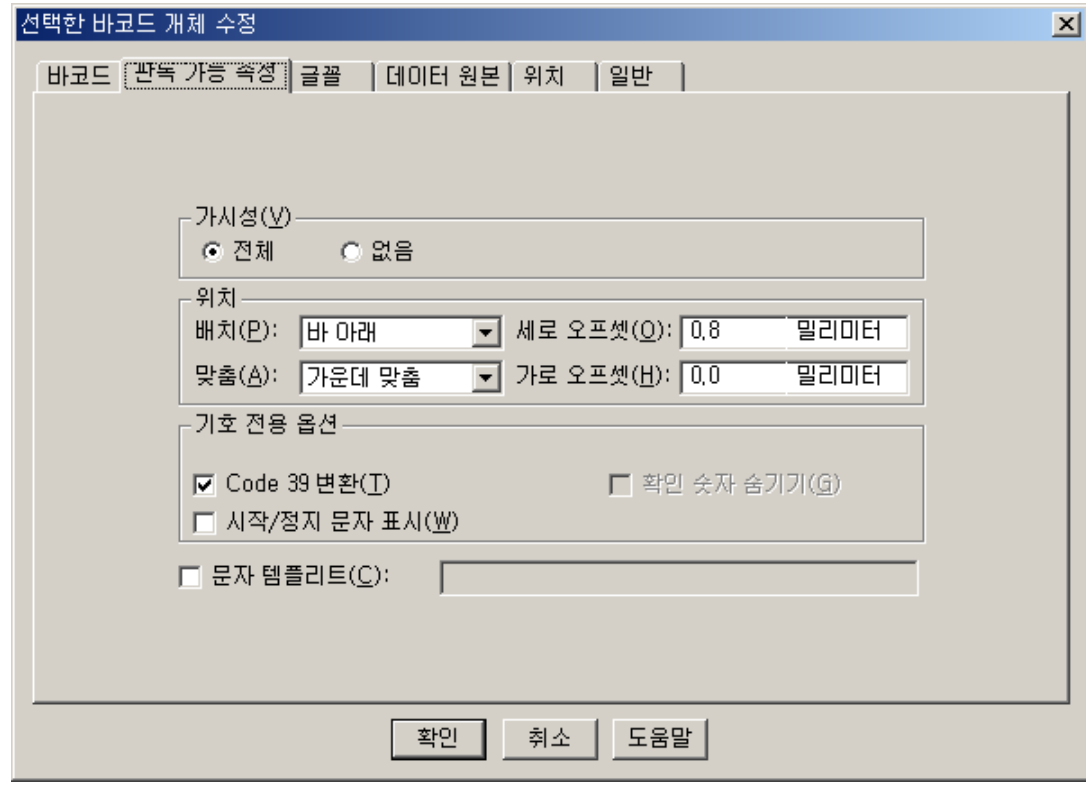 선택한 바코드 개체 수정
바코드 판독 가능 속성 글꼴 데이터 원본 위치 일반
가시성(V)
전체 없음
위치
배치(P): 바 아래 세로 오프셋(O): 0.8 밀리미터
맞춤(A): 가운데 맞춤 가로 오프셋(H): 0.0 밀리미터
기호 전용 옵션
Code 39 변환(T) 확인 숫자 숨기기(G)
시작/정지 문자 표시(W)
문자 템플리트(C):
확인 취소 도움말